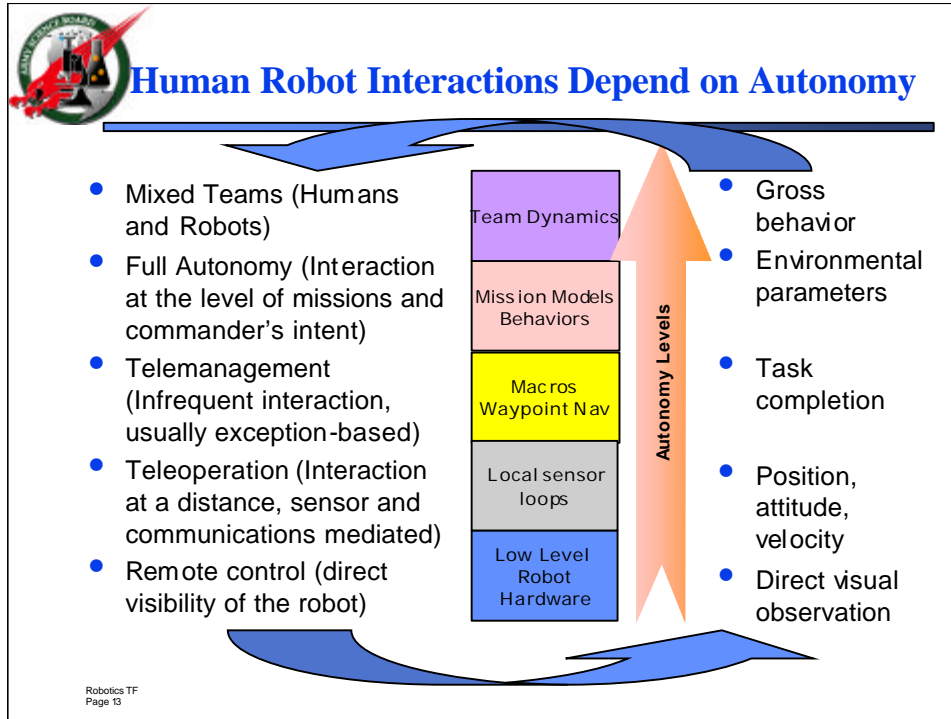 ARMY SCIENCE BOARD
Human Robot Interactions Depend on Autonomy
• Mixed Teams (Humans
and Robots)
• Full Autonomy (Interaction
at the level of missions and
commander's intent)
• Telemanagement
(Infrequent interaction,
usually exception-based)
• Teleoperation (Interaction
at a distance, sensor and
communications mediated)
• Remote control (direct
visibility of the robot)
Team Dynamics
Mission Models
Behaviors
Macros
Waypoint Nav
Local sensor
loops
Low Level
Robot
Hardware
Autonomy Levels
• Gross
behavior
• Environmental
parameters
• Task
completion
• Position,
attitude,
velocity
• Direct visual
observation
Robotics TF
Page 13